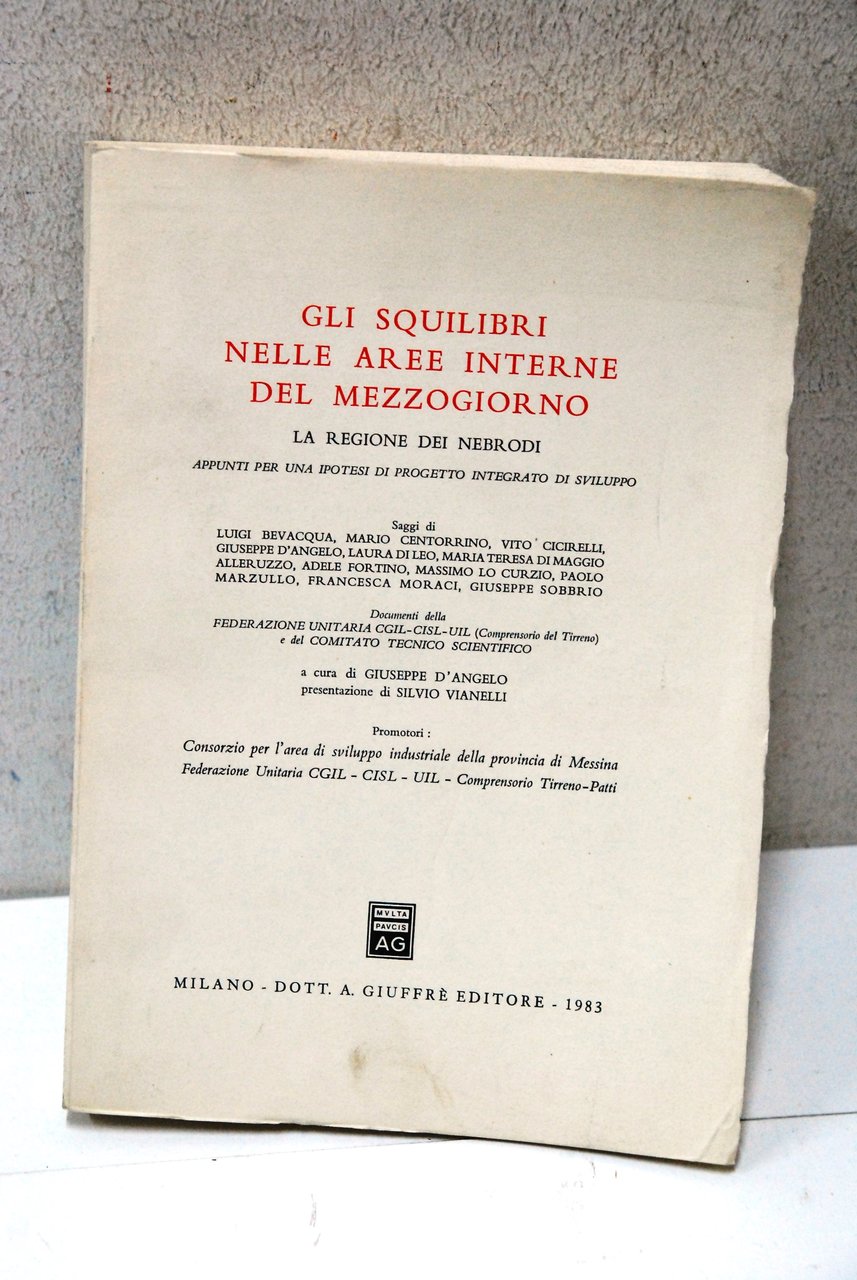 GLI SQUILIBRI
NELLE AREE INTERNE
DEL MEZZOGIORNO
LA REGIONE DEI NEBRODI
APPUNTI PER UNA IPOTESI DI PROGETTO INTEGRATO DI SVILUPPO
Saggi di
LUIGI BEVACQUA, MARIO CENTORRINO, VITO CICIRELLI,
GIUSEPPE D'ANGELO, LAURA DI LEO, MARIA TERESA DI MAGGIO
ALLERUZZO, ADELE FORTINO, MASSIMO LO CURZIO, PAOLO
MARZULLO, FRANCESCA MORACI, GIUSEPPE SOBBRIO
Documenti della
FEDERAZIONE UNITARIA CGIL-CISL-UIL (Comprensorio del Tirreno)
e del COMITATO TECNICO SCIENTIFICO
a cura di GIUSEPPE D'ANGELO
presentazione di SILVIO VIANELLI
Promotori :
Consorzio per l'area di sviluppo industriale della provincia di Messina
Federazione Unitaria CGIL - CISL - UIL - Comprensorio Tirreno-Patti
MVLTA
PAVCIS
AG
MILANO - DOTT. A. GIUFFRÈ EDITORE - 1983